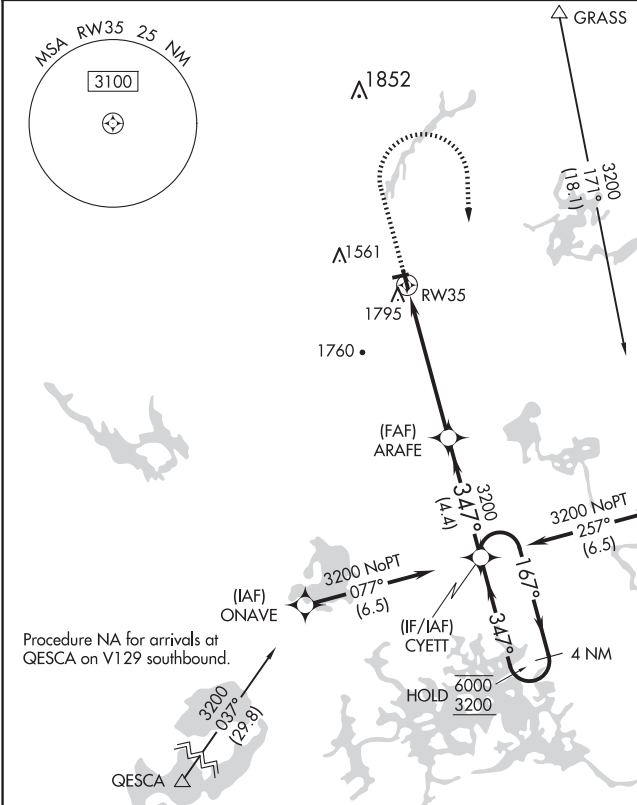 MSA RW35 25 NM
3100
1852
GRASS
3200
171°
(18.1)
1561
RW35
1795
1760
(FAF)
ARAFE
3200
347°
(4.4)
3200 NoPT
257°
(6.5)
3200 NoPT
077°
(6.5)
(IAF)
ONAVE
167°
(IF/IAF)
CYETT
347°
4 NM
Procedure NA for arrivals at
QESCA on V129 southbound.
HOLD
6000
3200
3200
037°
(29.8)
QESCA